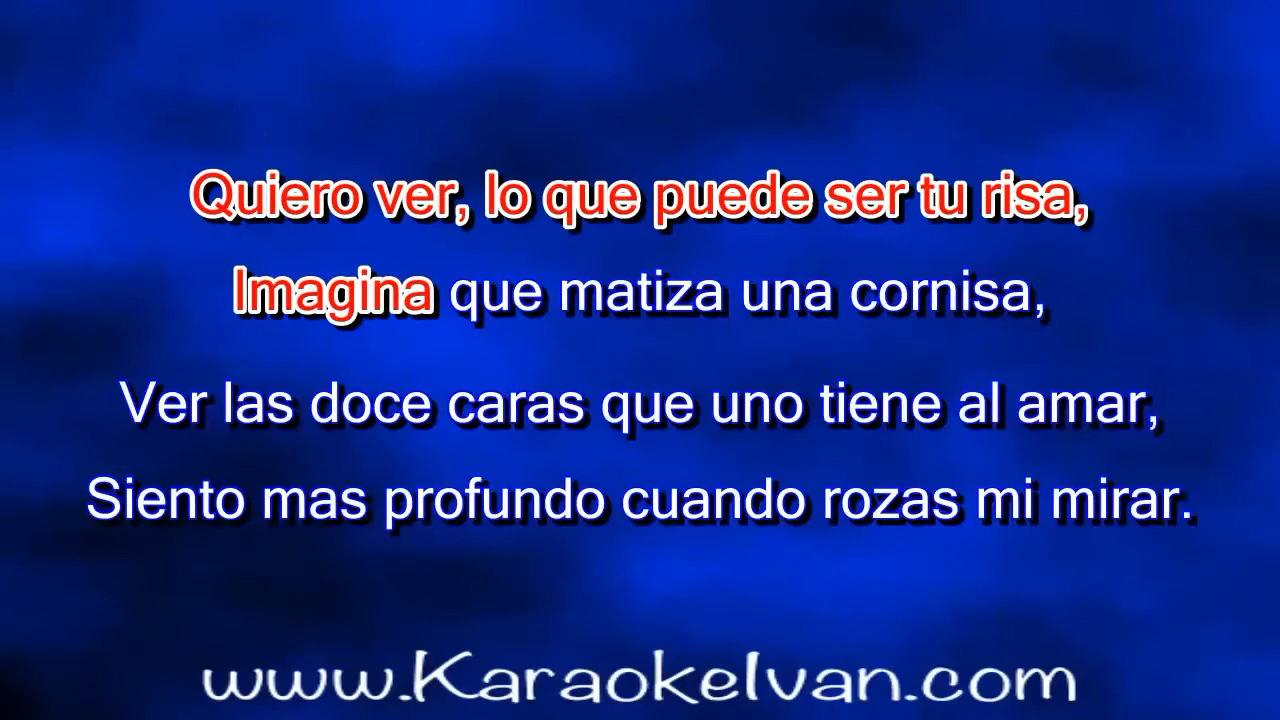 Quiero ver, lo que puede ser tu risa,
Imagina que matiza una cornisa,
Ver las doce caras que uno tiene al amar,
Siento mas profundo cuando rozas mi mirar.
www.KaraokeIvan.com